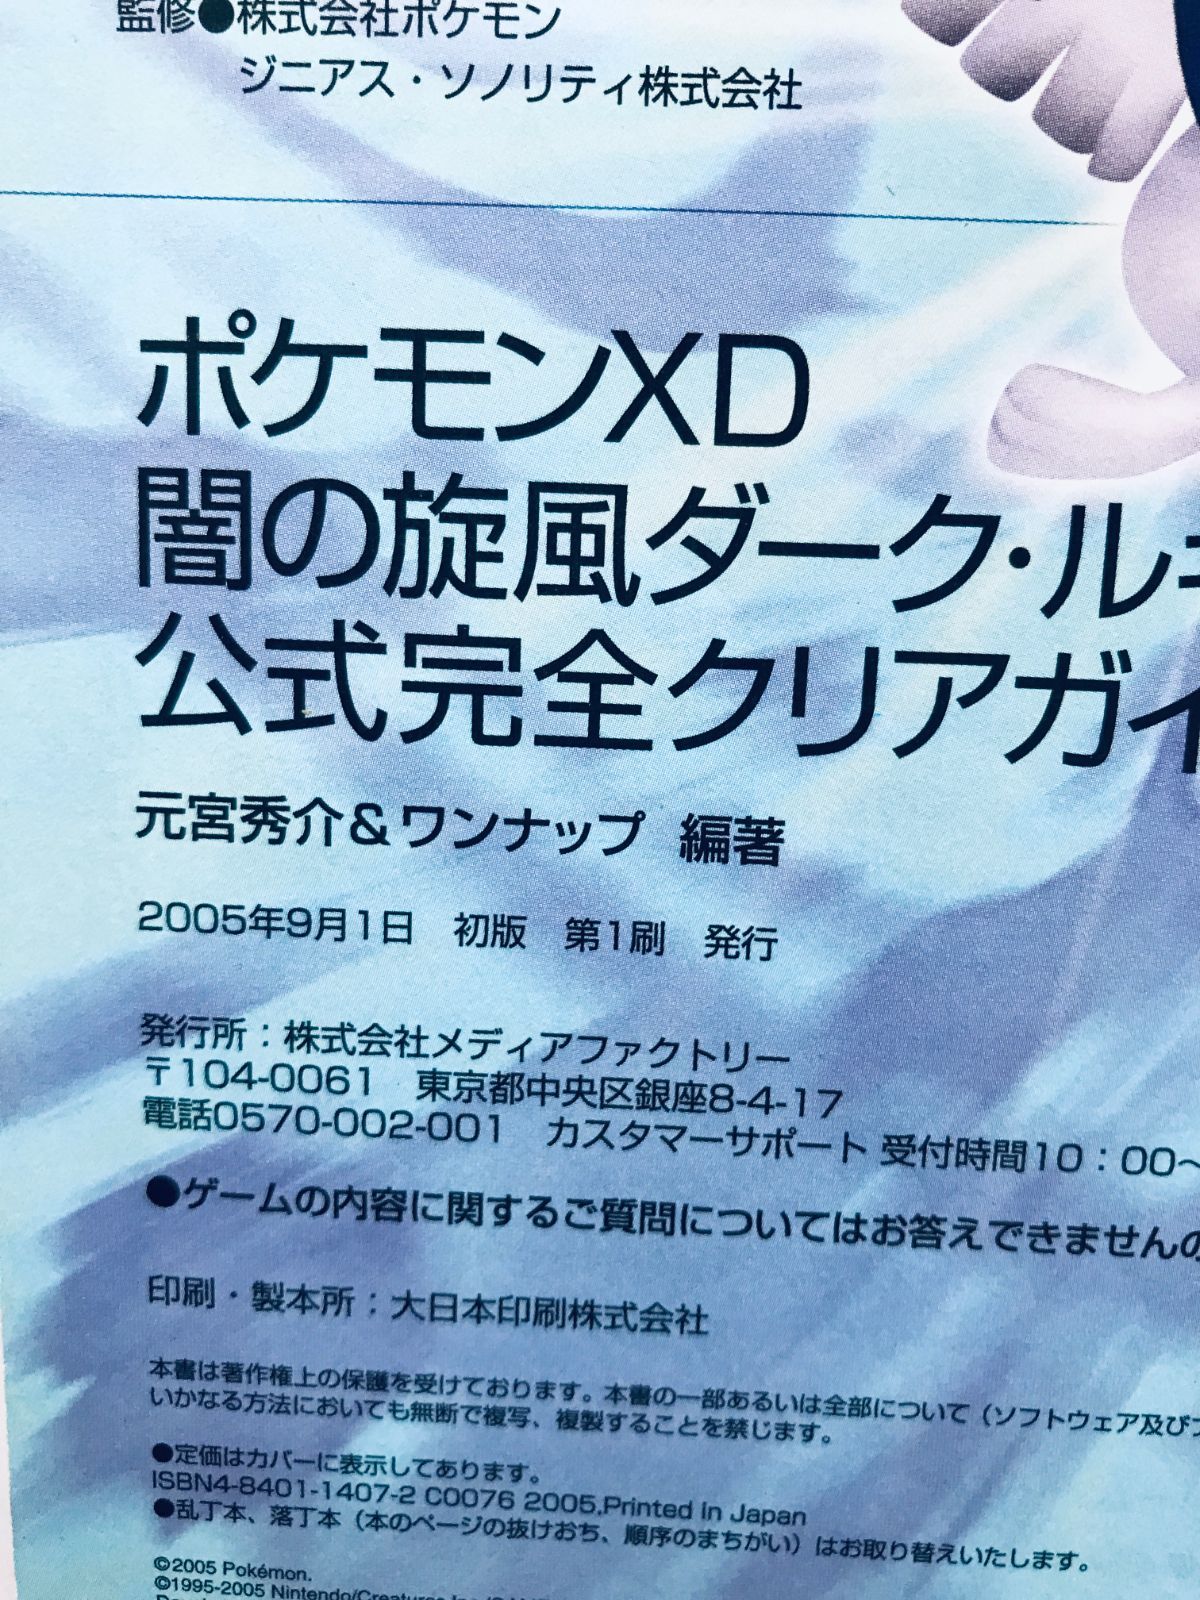 監修●株式会社ポケモン
ジニアス・ソノリティ株式会社
ポケモンXD
闇の旋風ダーク・ル
公式完全クリアガイ
元宮秀介&ワンナップ 編著
2005年9月1日 初版 第1刷 発行
発行所：株式会社メディアファクトリー
〒104-0061 東京都中央区銀座8-4-17
電話0570-002-001 カスタマーサポート 受付時間10：00～
●ゲームの内容に関するご質問についてはお答えできませんの
印刷・製本所：大日本印刷株式会社
本書は著作権上の保護を受けております。本書の一部あるいは全部について（ソフトウェア及びプ
いかなる方法においても無断で複写、複製することを禁じます。
●定価はカバーに表示してあります。
ISBN4-8401-1407-2 C0076 2005.Printed in Japan
●乱丁本、落丁本（本のページの抜けおち、順序のまちがい）はお取り替えいたします。
©2005 Pokémon.
©1995-2005 Nintendo/Creatures Inc.